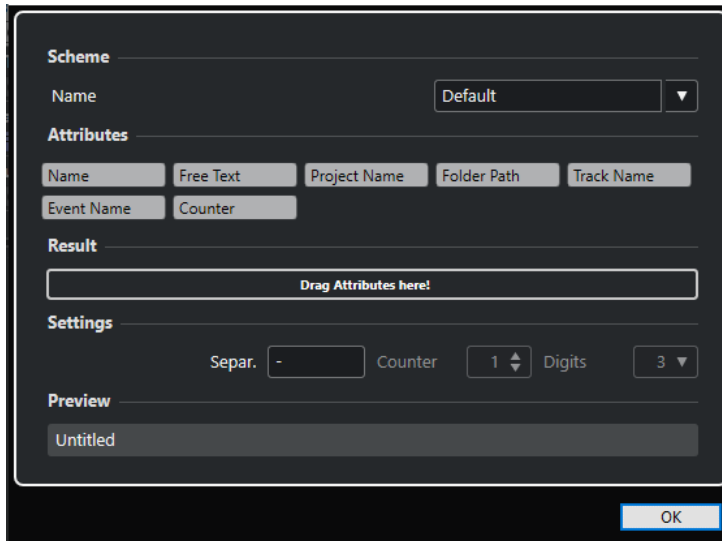 Scheme
Name Default
Attributes
Name Free Text Project Name Folder Path Track Name
Event Name Counter
Result
Drag Attributes here!
Settings
Separ. - Counter 1 Digits 3
Preview
Untitled
OK